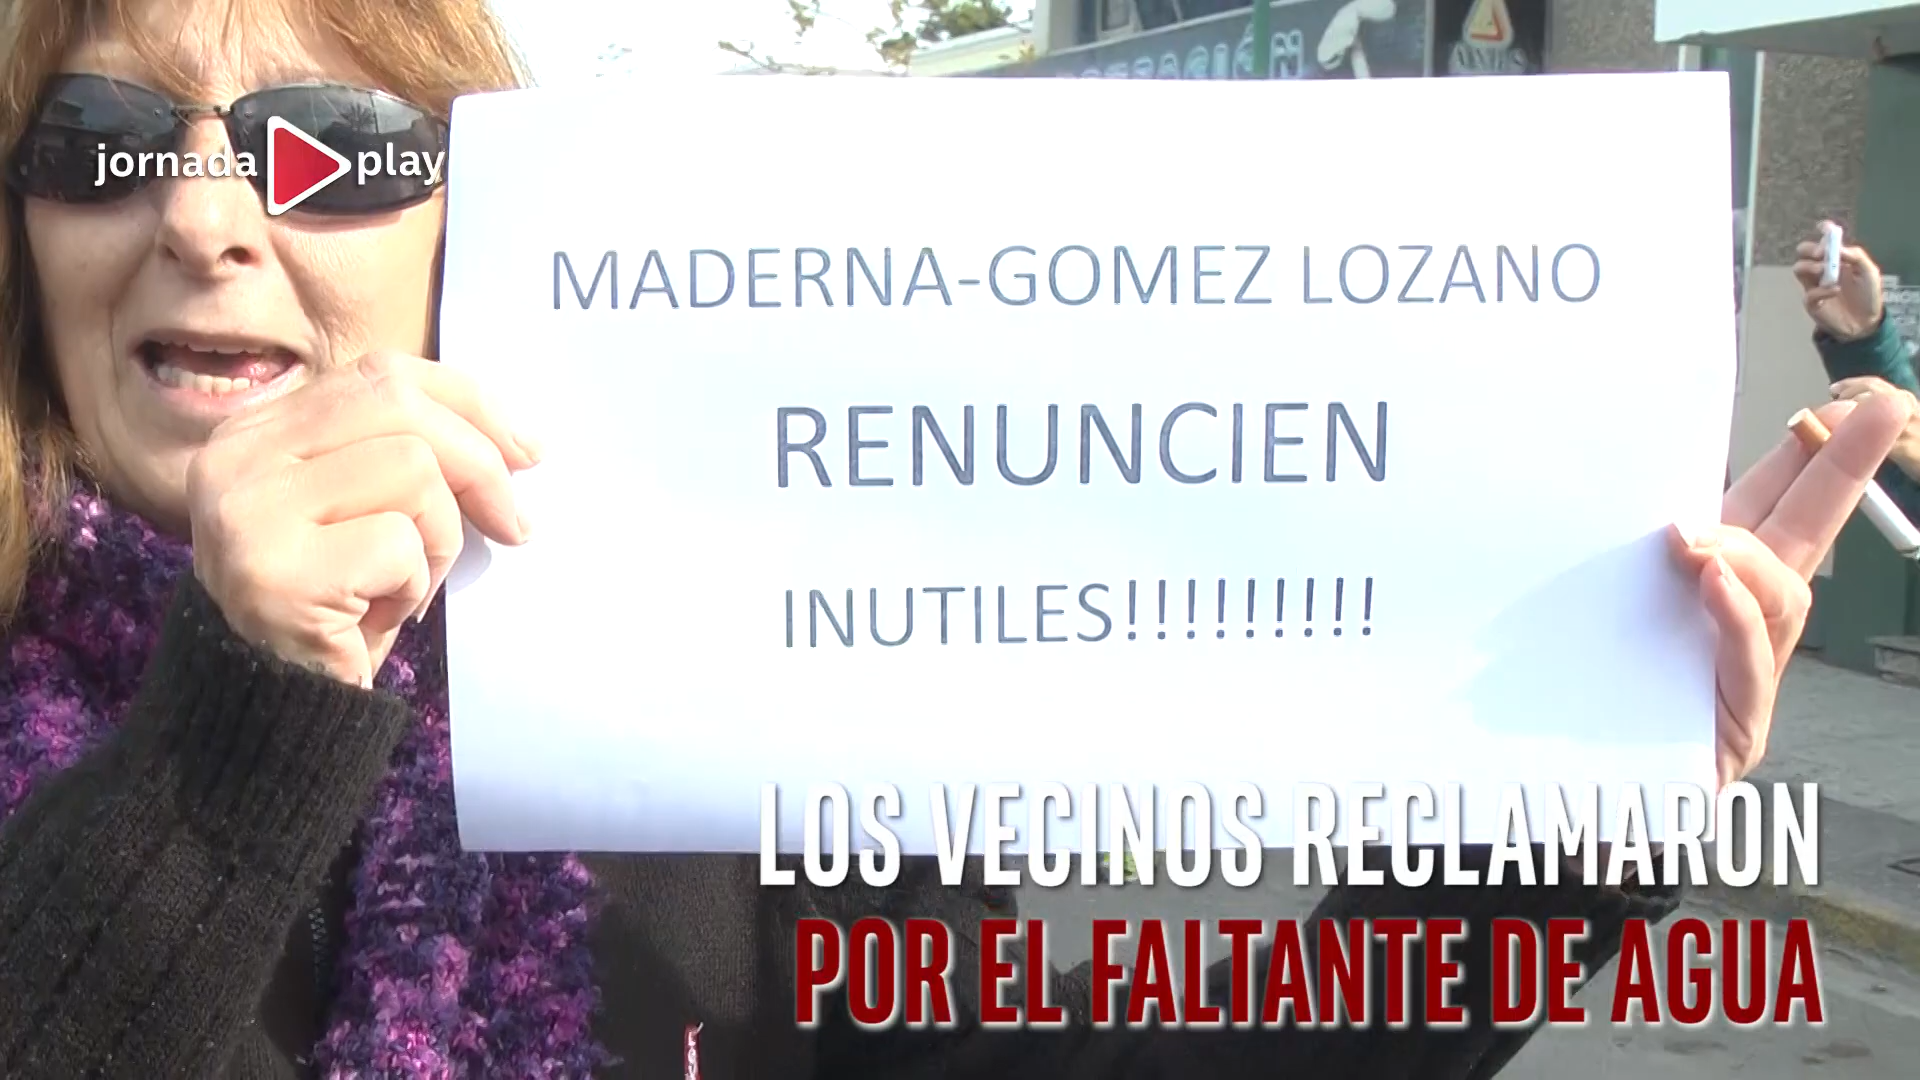 jornada play
MADERNA-GOMEZ LOZANO
RENUNCIEN
INUTILES!!!!!!!!!
LOS VECINOS RECLAMARON
POR EL FALTANTE DE AGUA